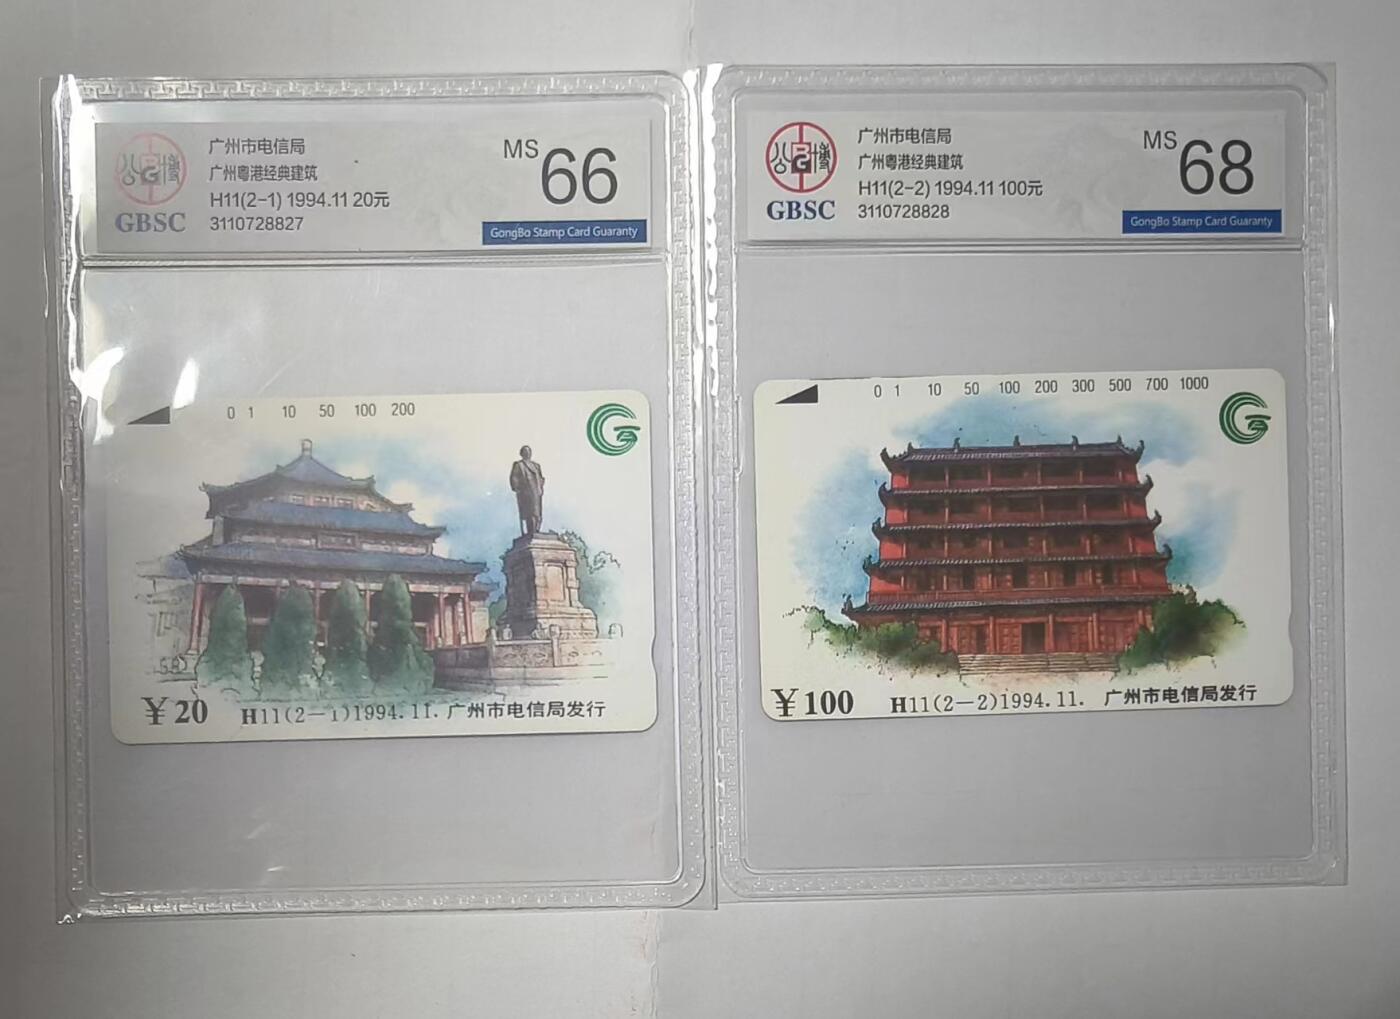 广州市电信局
广州粤港经典建筑
H11(2-1) 1994.11 20元
3110728827
GBSC
MS 66
GongBo Stamp Card Guaranty
0 1 10 50 100 200
¥20 H11(2-1)1994.11. 广州市电信局发行
广州市电信局
广州粤港经典建筑
H11(2-2) 1994.11 100元
3110728828
公博
GBSC
MS 68
GongBo Stamp Card Guaranty
0 1 10 50 100 200 300 500 700 1000
¥100 H11(2-2)1994.11. 广州市电信局发行